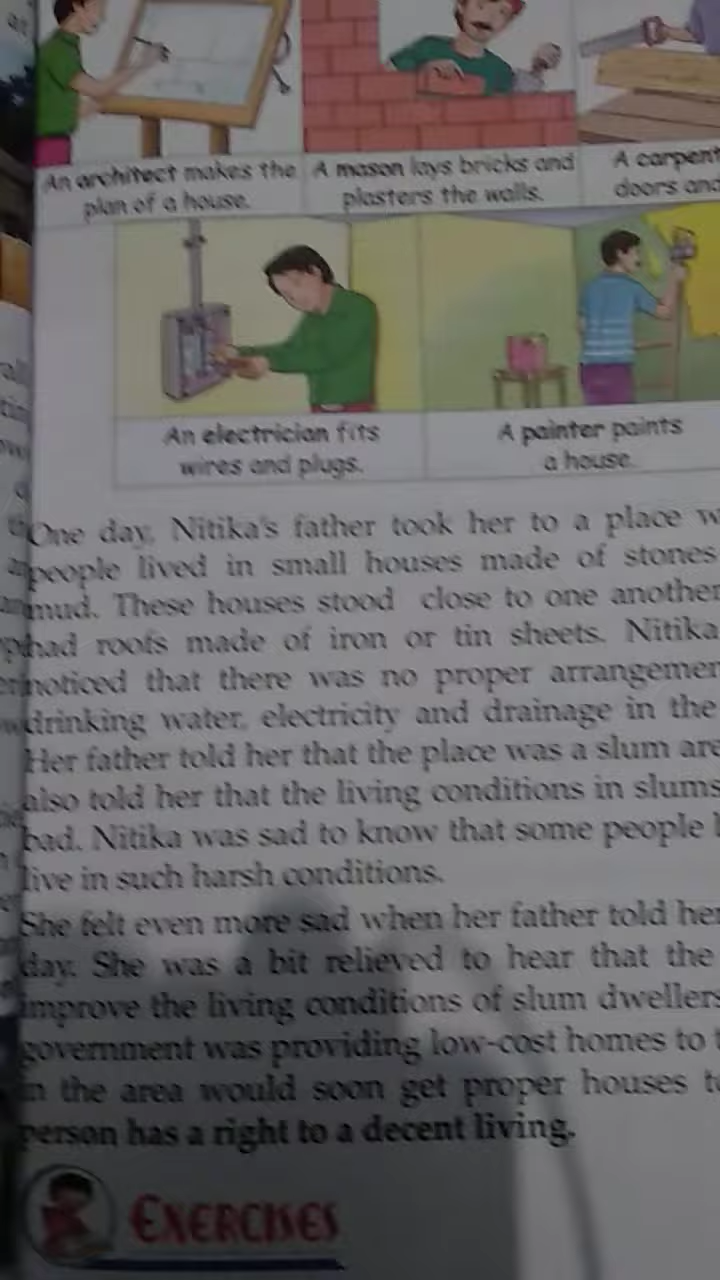 An architect makes the
plan of a house.
A mason lays bricks and
plasters the walls.
A carpent
doors and
An electrician fits
wires and plugs.
A painter paints
a house.
One day, Nitika's father took her to a place w
people lived in small houses made of stones
mud. These houses stood close to one another
had roofs made of iron or tin sheets. Nitika
noticed that there was no proper arrangemen
drinking water, electricity and drainage in the
Her father told her that the place was a slum are
also told her that the living conditions in slums
bad. Nitika was sad to know that some people
live in such harsh conditions.
She felt even more sad when her father told her
day. She was a bit relieved to hear that the
improve the living conditions of slum dwellers
government was providing low-cost homes to
in the area would soon get proper houses to
person has a right to a decent living.
EXERCISES